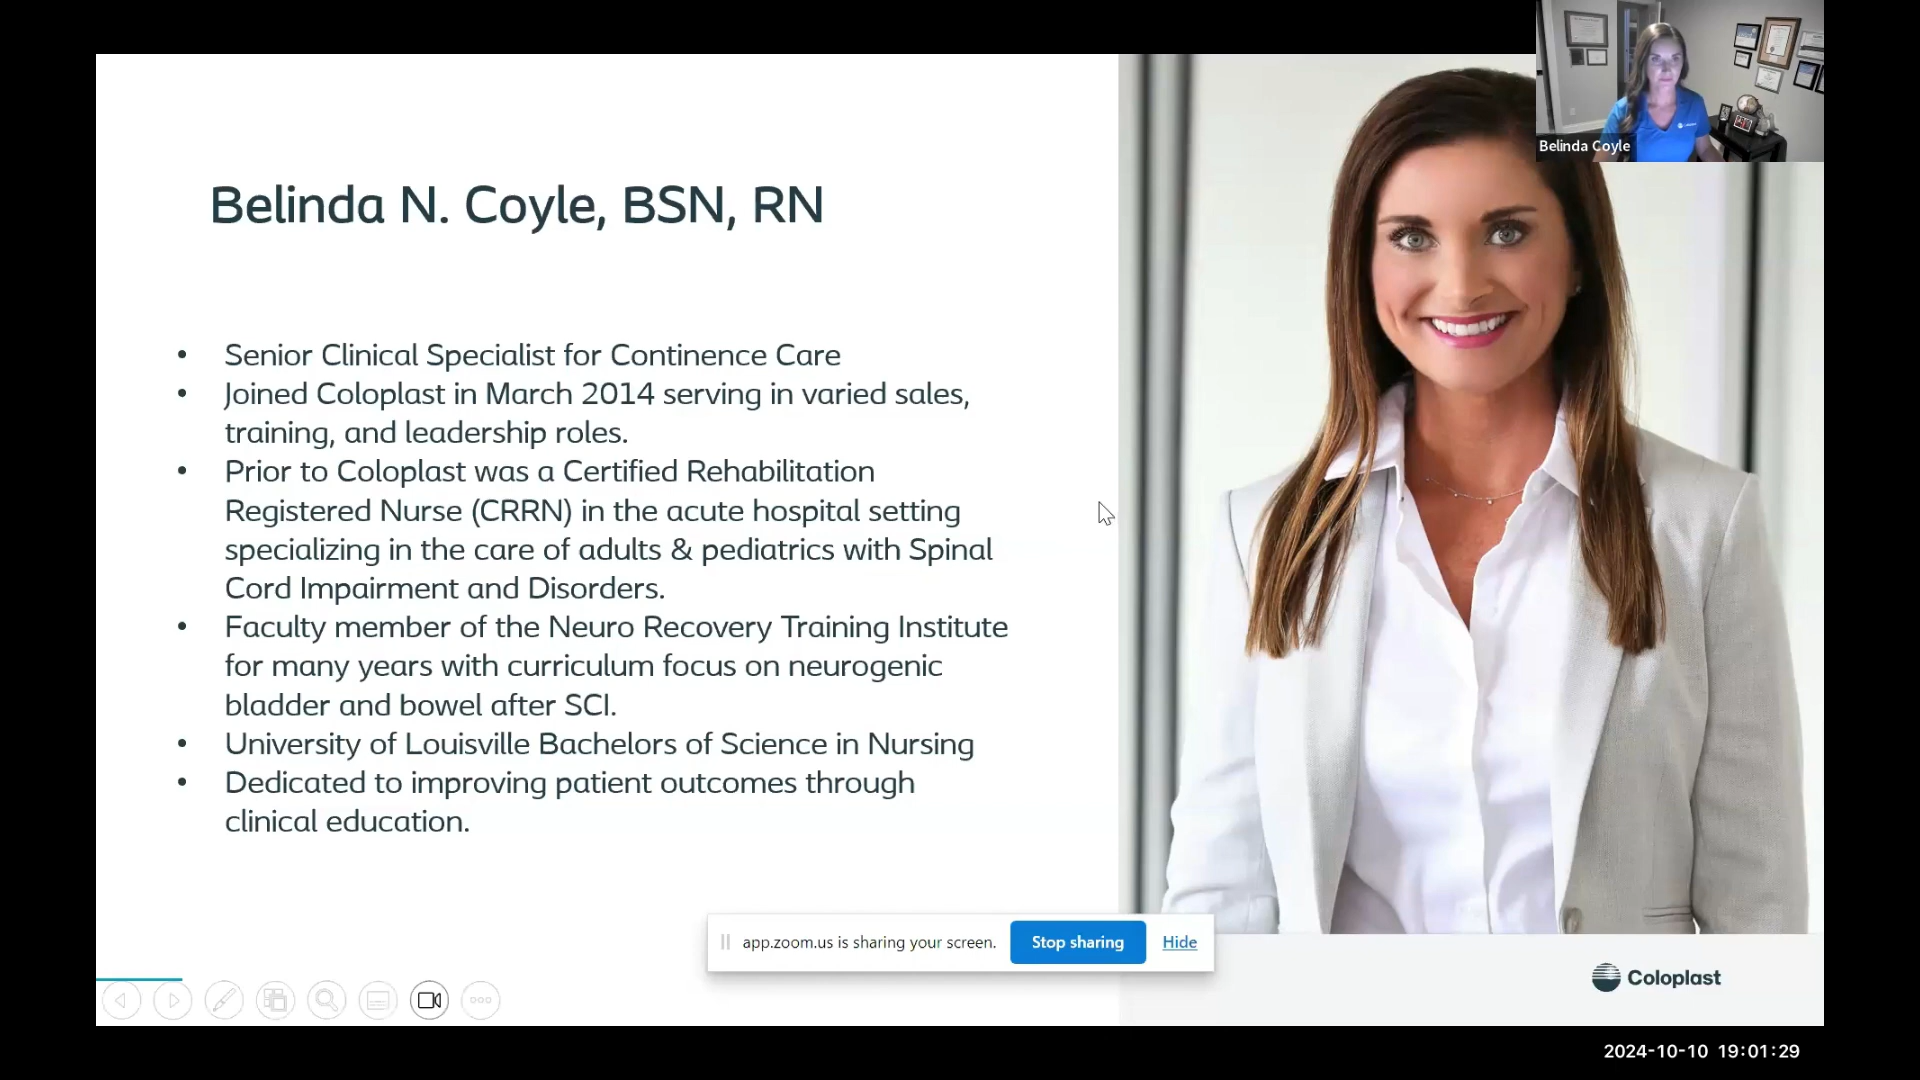 Belinda Coyle
Belinda N. Coyle, BSN, RN
• Senior Clinical Specialist for Continence Care
• Joined Coloplast in March 2014 serving in varied sales,
training, and leadership roles.
• Prior to Coloplast was a Certified Rehabilitation
Registered Nurse (CRRN) in the acute hospital setting
specializing in the care of adults & pediatrics with Spinal
Cord Impairment and Disorders.
• Faculty member of the Neuro Recovery Training Institute
for many years with curriculum focus on neurogenic
bladder and bowel after SCI.
• University of Louisville Bachelors of Science in Nursing
• Dedicated to improving patient outcomes through
clinical education.
app.zoom.us is sharing your screen.
Stop sharing
Hide
Coloplast
2024-10-10 19:01:29